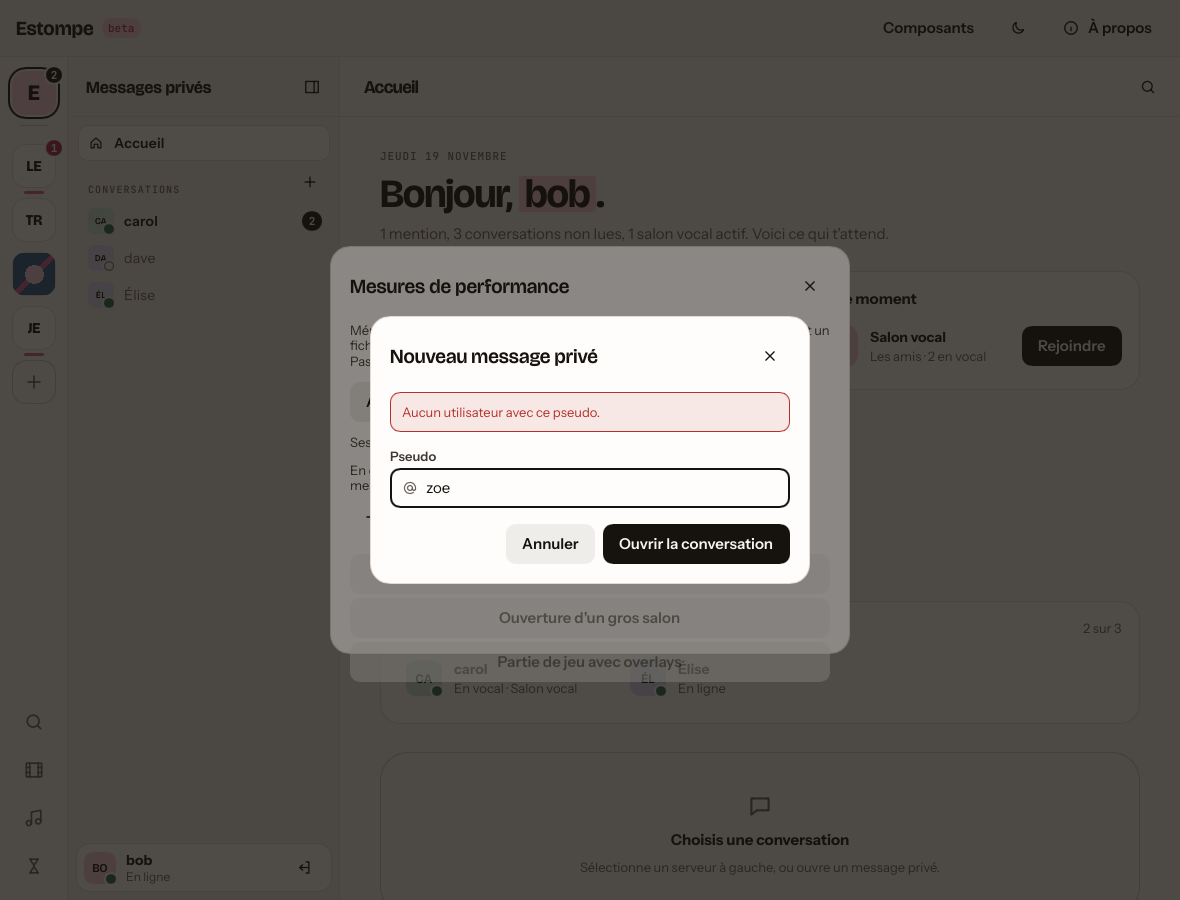 Estompe beta
Composants
À propos
E 2
Messages privés
Accueil
LE 1
TR
JE
Accueil
CONVERSATIONS
CA carol 2
DA dave
ÉL Élise
JEUDI 19 NOVEMBRE
Bonjour, bob.
1 mention, 3 conversations non lues, 1 salon vocal actif. Voici ce qui t'attend.
moment
Salon vocal
Les amis · 2 en vocal
Rejoindre
Mesures de performance
un
Nouveau message privé
Aucun utilisateur avec ce pseudo.
Pseudo
@ zoe
Annuler
Ouvrir la conversation
Ouverture d'un gros salon
Partie de jeu avec overlays
2 sur 3
CA carol
En vocal · Salon vocal
ÉL Élise
En ligne
Choisis une conversation
Sélectionne un serveur à gauche, ou ouvre un message privé.
BO bob
En ligne